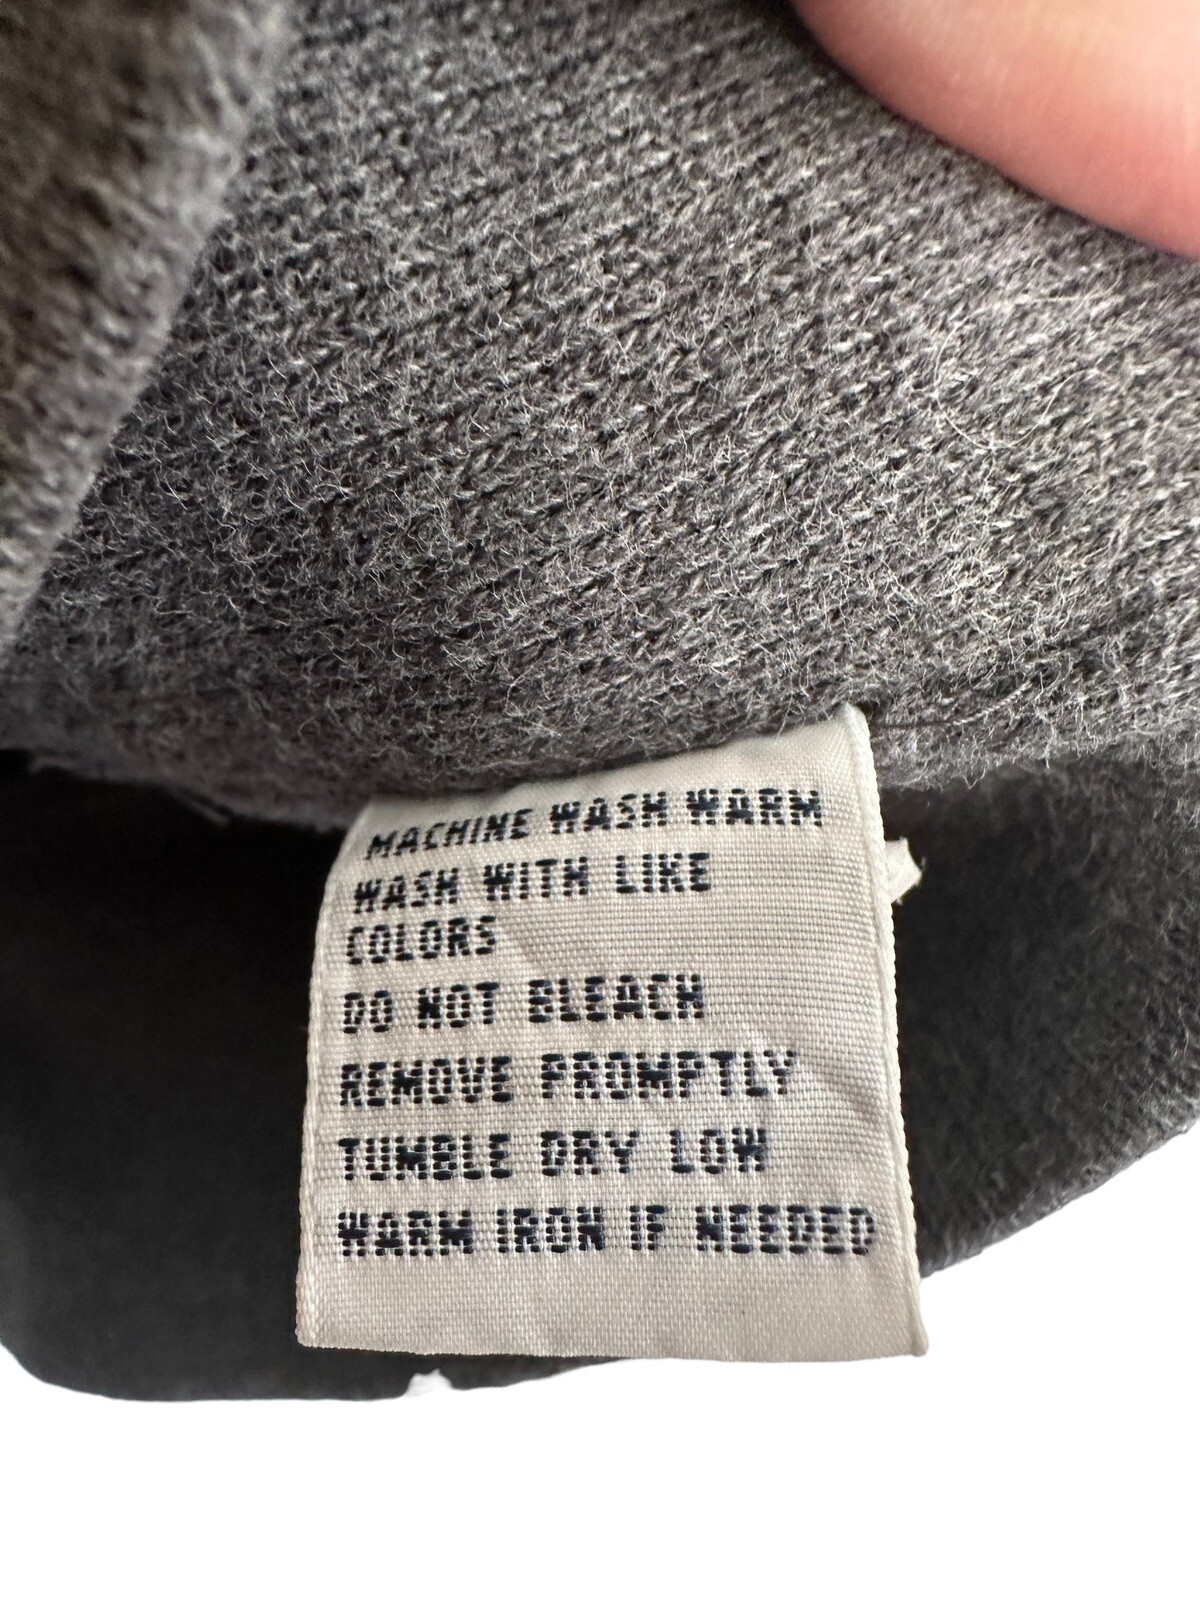 MACHINE WASH WARM
WASH WITH LIKE
COLORS
DO NOT BLEACH
REMOVE PROMPTLY
TUMBLE DRY LOW
WARM IRON IF NEEDED